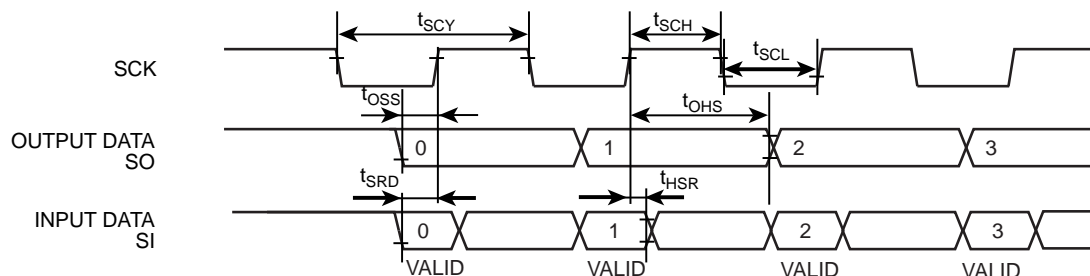 tSCY
tSCH
tSCL
SCK
tOSS
tOHS
OUTPUT DATA
SO
0 1 2 3
tSRD
tHSR
INPUT DATA
SI
0 1 2 3
VALID VALID VALID VALID